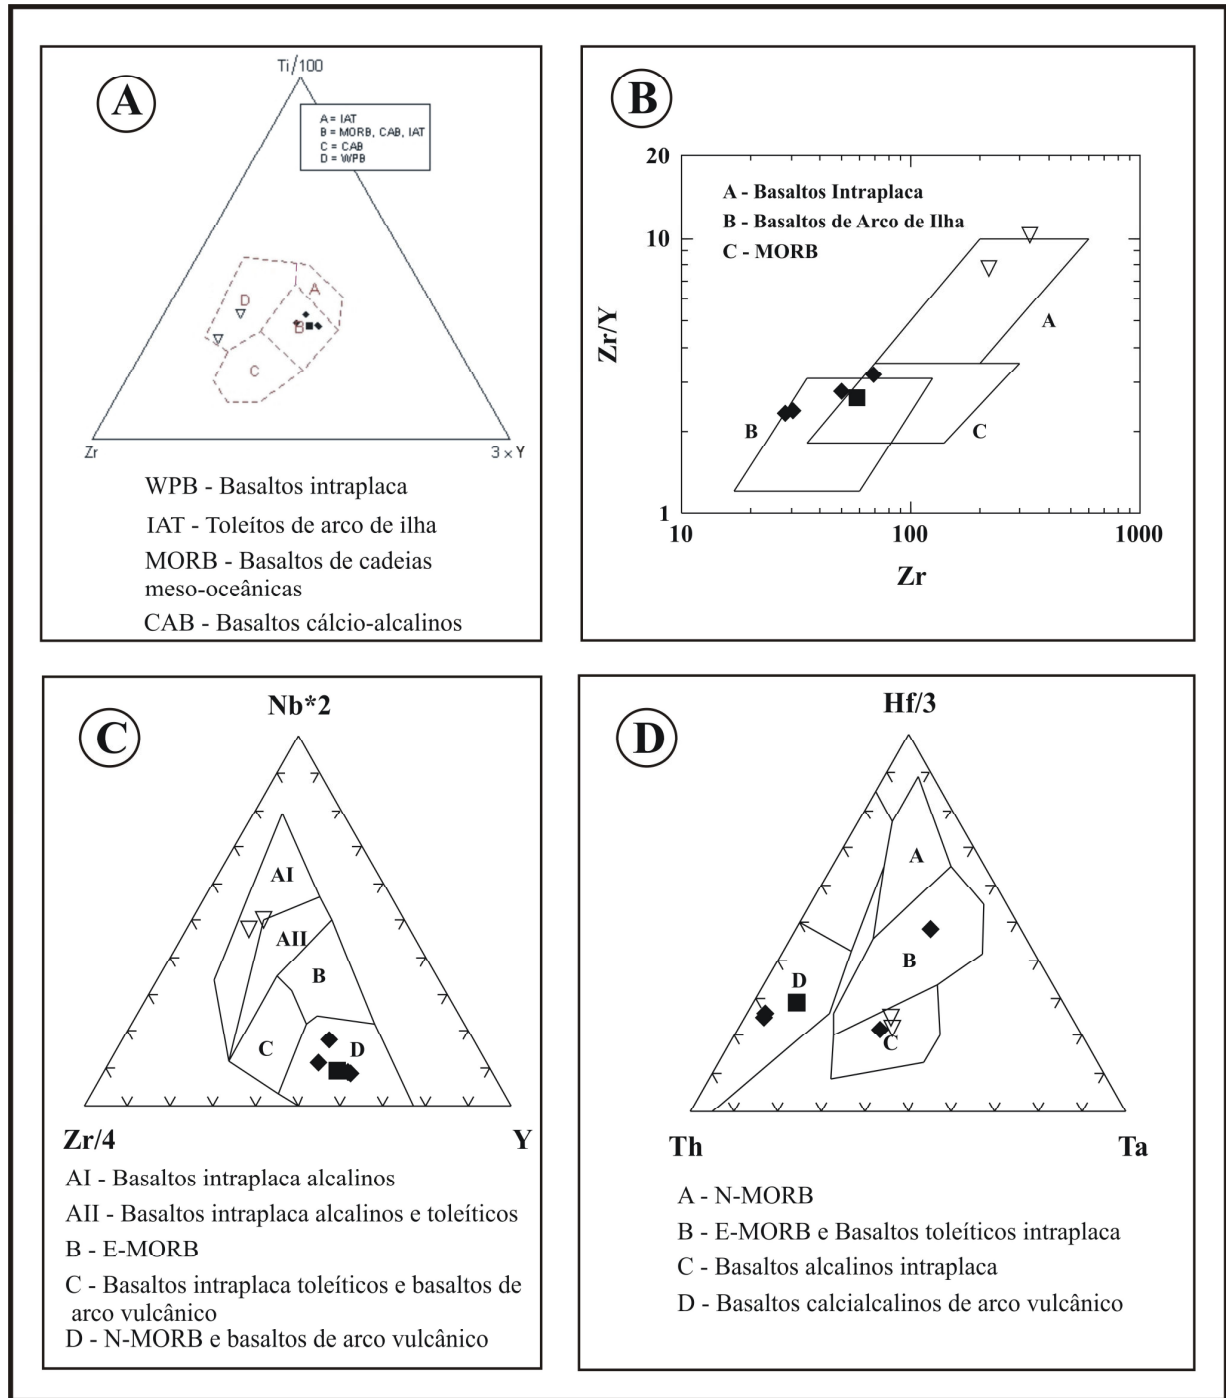 A
Ti/100
A = IAT
B = MORB, CAB, IAT
C = CAB
D = WPB
D
A
B
C
Zr
3 x Y
WPB - Basaltos intraplaca
IAT - Toleítos de arco de ilha
MORB - Basaltos de cadeias
meso-oceânicas
CAB - Basaltos cálcio-alcalinos
B
20
10
1
Zr/Y
A - Basaltos Intraplaca
B - Basaltos de Arco de Ilha
C - MORB
A
B
C
10
100
1000
Zr
C
Nb*2
AI
AII
B
C
D
Zr/4
Y
AI - Basaltos intraplaca alcalinos
AII - Basaltos intraplaca alcalinos e toleíticos
B - E-MORB
C - Basaltos intraplaca toleíticos e basaltos de
arco vulcânico
D - N-MORB e basaltos de arco vulcânico
D
Hf/3
A
B
D
C
Th
Ta
A - N-MORB
B - E-MORB e Basaltos toleíticos intraplaca
C - Basaltos alcalinos intraplaca
D - Basaltos calcialcalinos de arco vulcânico